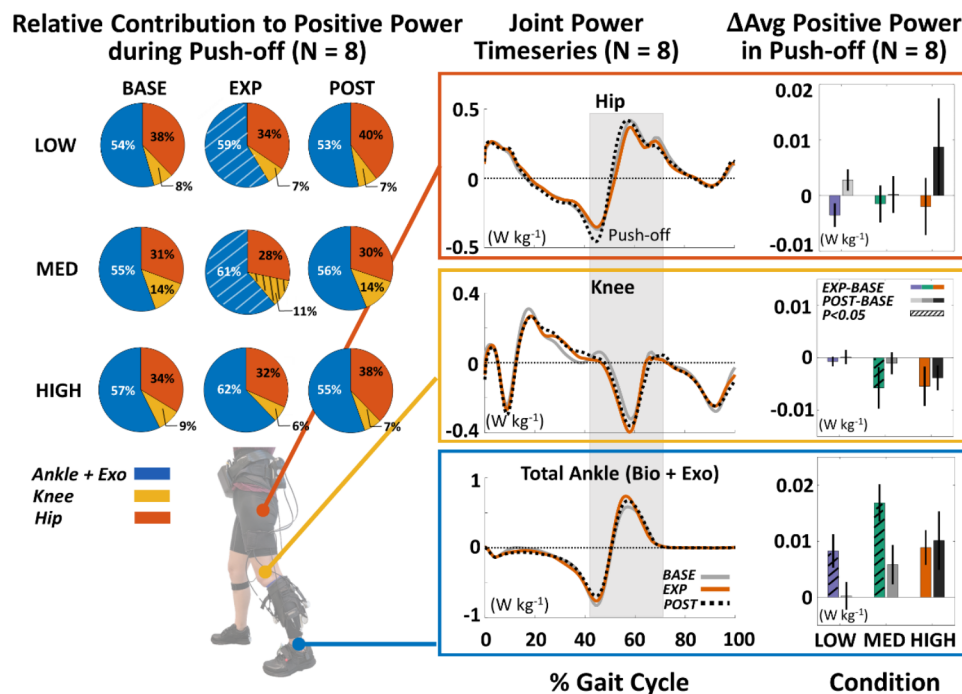 Relative Contribution to Positive Power
during Push-off (N = 8)
BASE EXP POST
LOW
54% 38% 8%
59% 34% 7%
53% 40% 7%
MED
55% 31% 14%
61% 28% 11%
56% 30% 14%
HIGH
57% 34% 9%
62% 32% 6%
55% 38% 7%
Ankle + Exo
Knee
Hip
Joint Power
Timeseries (N = 8)
Hip
0.5
0
-0.5
(W kg⁻¹)
Push-off
Knee
0.4
0
-0.4
(W kg⁻¹)
Total Ankle (Bio + Exo)
1
0
-1
(W kg⁻¹)
BASE
EXP
POST
0 20 40 60 80 100
% Gait Cycle
ΔAvg Positive Power
in Push-off (N = 8)
0.02
0.01
0
-0.01
(W kg⁻¹)
0.01
0
-0.01
EXP-BASE
POST-BASE
P<0.05
(W kg⁻¹)
0.02
0.01
0
(W kg⁻¹)
LOW MED HIGH
Condition